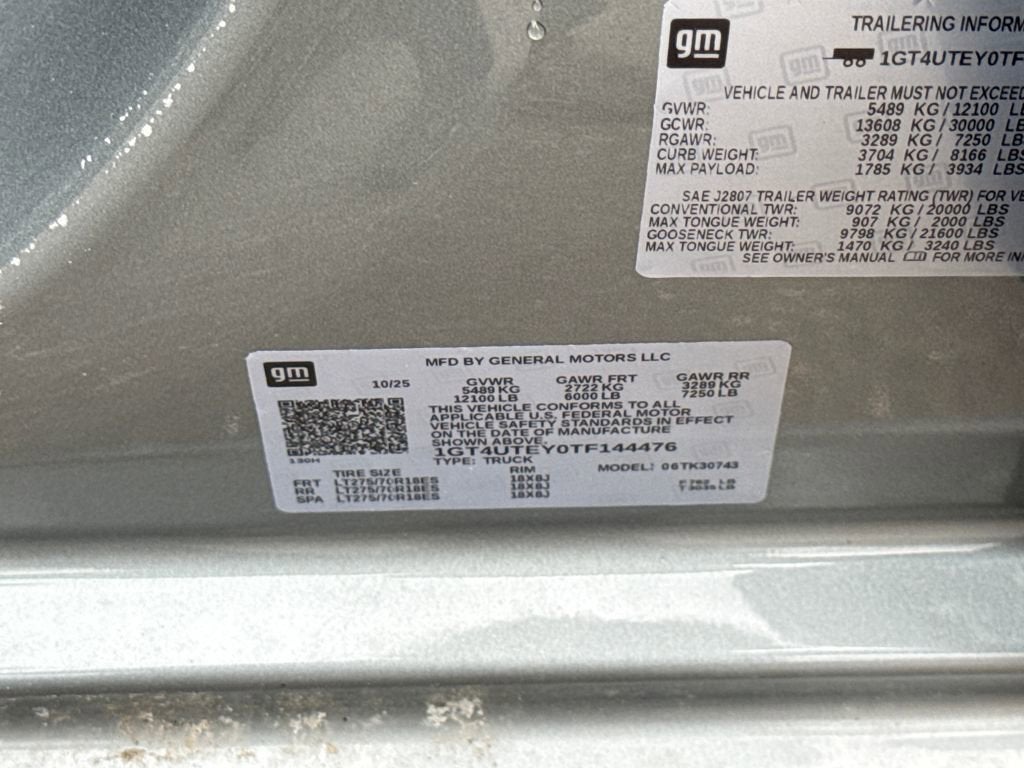 gm
TRAILERING INFORM
1GT4UTEY0TF
VEHICLE AND TRAILER MUST NOT EXCEED
GVWR: 5489 KG / 12100 LB
GCWR: 13608 KG / 30000 LB
RGAWR: 3289 KG / 7250 LB
CURB WEIGHT: 3704 KG / 8166 LBS
MAX PAYLOAD: 1785 KG / 3934 LBS
SAE J2807 TRAILER WEIGHT RATING (TWR) FOR VE
CONVENTIONAL TWR: 9072 KG / 20000 LBS
MAX TONGUE WEIGHT: 907 KG / 2000 LBS
GOOSENECK TWR: 9798 KG / 21600 LBS
MAX TONGUE WEIGHT: 1470 KG / 3240 LBS
SEE OWNER'S MANUAL FOR MORE IN
gm
MFD BY GENERAL MOTORS LLC
10/25 GVWR GAWR FRT GAWR RR
5489 KG 2722 KG 3289 KG
12100 LB 6000 LB 7250 LB
THIS VEHICLE CONFORMS TO ALL
APPLICABLE U.S. FEDERAL MOTOR
VEHICLE SAFETY STANDARDS IN EFFECT
ON THE DATE OF MANUFACTURE
SHOWN ABOVE.
130H
1GT4UTEY0TF144476
TYPE: TRUCK MODEL: 06TK30743
TIRE SIZE RIM
FRT LT275/70R18ES 18X8J
RR LT275/70R18ES 18X8J
SPA LT275/70R18ES 18X8J